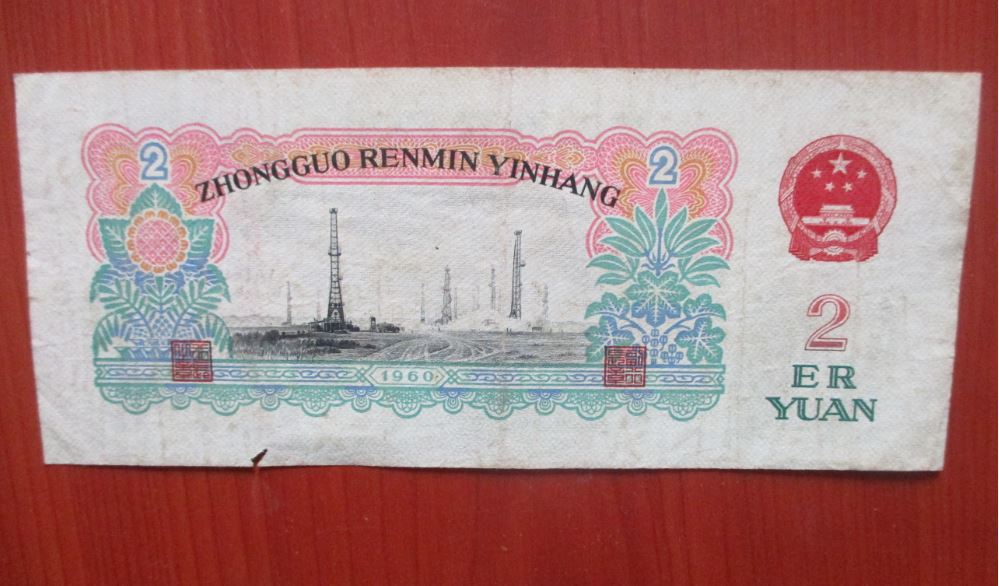 2
ZHONGGUO RENMIN YINHANG
2
1960
2
ER
YUAN